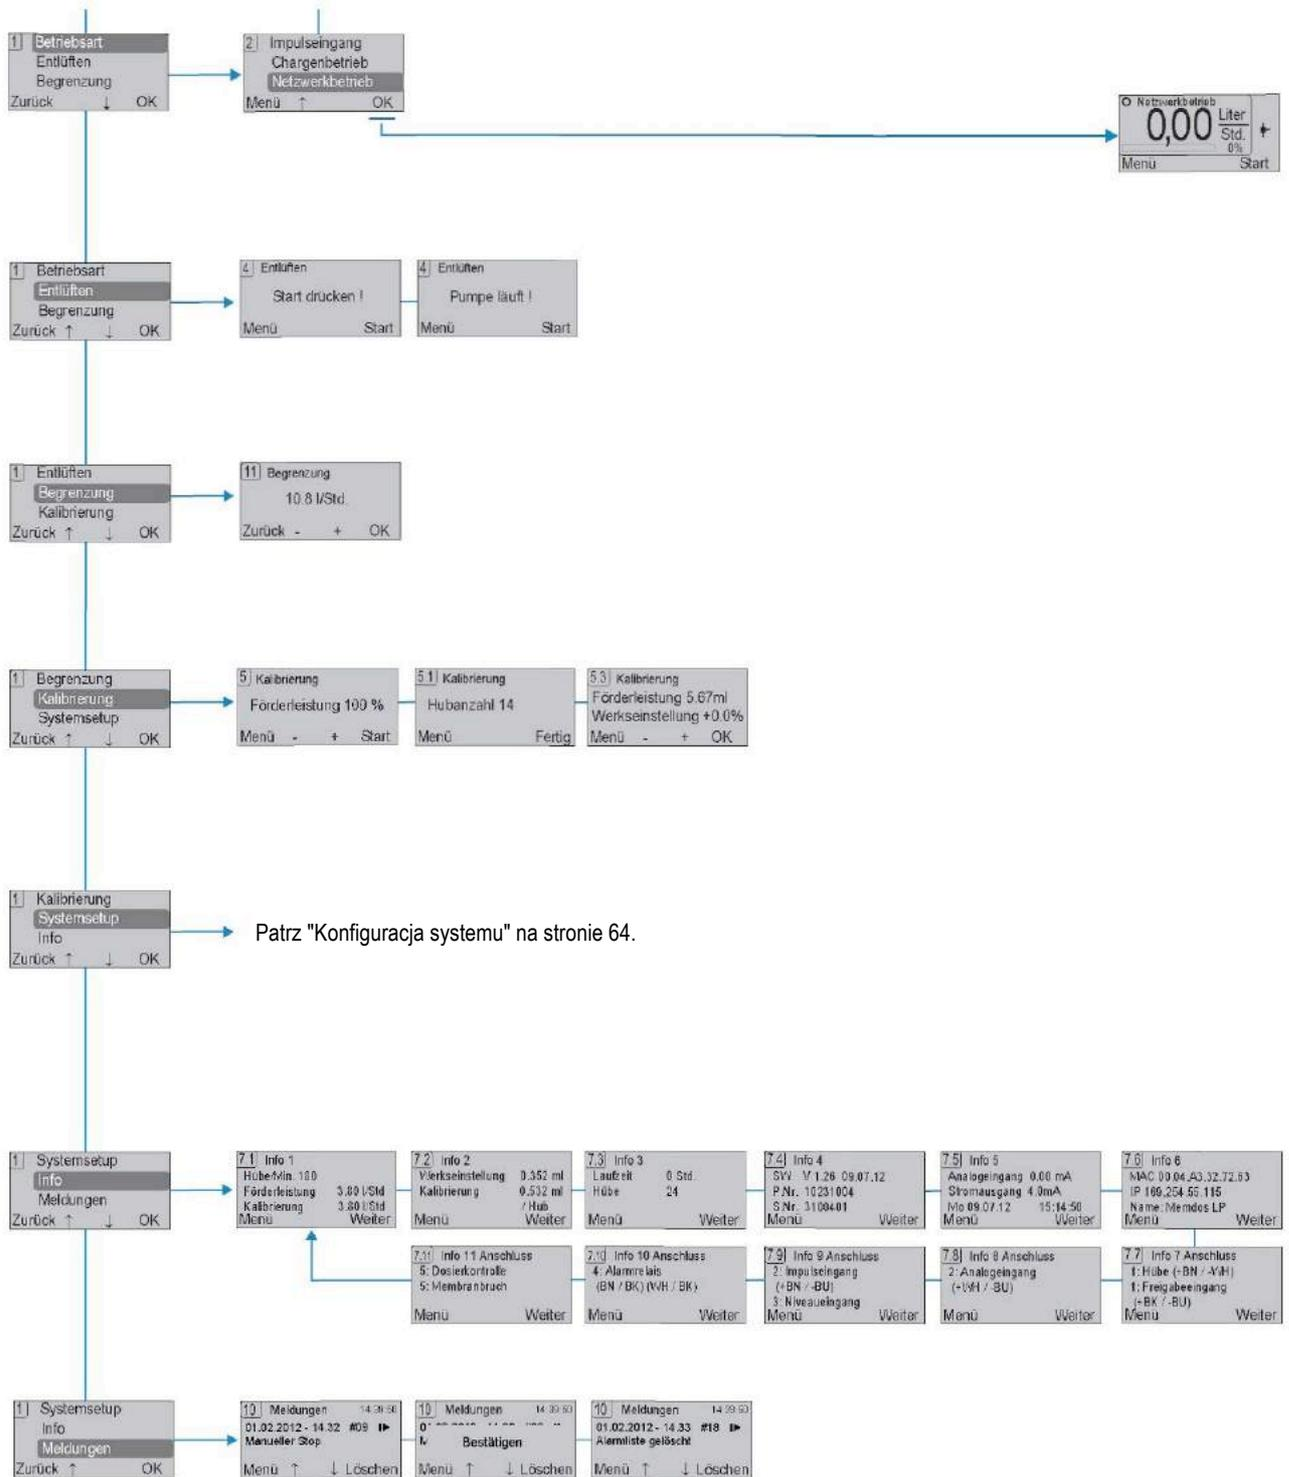 1 Betriebsart
Entlüften
Begrenzung
Zurück ↓ OK
2 Impulseingang
Chargenbetrieb
Netzwerkbetrieb
Menü ↑ OK
Netzwerkbetrieb
0,00 Liter
Std.
0%
Menü Start
1 Betriebsart
Entlüften
Begrenzung
Zurück ↑ ↓ OK
4 Entlüften
Start drücken !
Menü Start
4 Entlüften
Pumpe läuft !
Menü Start
1 Entlüften
Begrenzung
Kalibrierung
Zurück ↑ ↓ OK
11 Begrenzung
10.8 l/Std.
Zurück - + OK
1 Begrenzung
Kalibrierung
Systemsetup
Zurück ↑ ↓ OK
5 Kalibrierung
Förderleistung 100 %
Menü - + Start
5.1 Kalibrierung
Hubanzahl 14
Menü Fertig
5.3 Kalibrierung
Förderleistung 5.67ml
Werkseinstellung +0.0%
Menü - + OK
1 Kalibrierung
Systemsetup
Info
Zurück ↑ ↓ OK
Patrz "Konfiguracja systemu" na stronie 64.
1 Systemsetup
Info
Meldungen
Zurück ↑ ↓ OK
7.1 Info 1
Hübe/Min. 100
Förderleistung 3.80 l/Std
Kalibrierung 3.80 l/Std
Menü Weiter
7.2 Info 2
Werkseinstellung 0.352 ml
Kalibrierung 0.532 ml
/ Hub
Menü Weiter
7.3 Info 3
Laufzeit 0 Std.
Hübe 24
Menü Weiter
7.4 Info 4
SW. V 1.26 09.07.12
P.Nr. 10231004
S.Nr. 3108401
Menü Weiter
7.5 Info 5
Analogeingang 0.00 mA
Stromausgang 4.0mA
Mo 09.07.12 15:14:50
Menü Weiter
7.6 Info 6
MAC 00.04.A3.32.72.63
IP 169.254.55.115
Name: Memdos LP
Menü Weiter
7.11 Info 11 Anschluss
5: Dosierkontrolle
5: Membranbruch
Menü Weiter
7.10 Info 10 Anschluss
4: Alarmrelais
(BN / BK) (WH / BK)
Menü Weiter
7.9 Info 9 Anschluss
2: Impulseingang
(+BN / -BU)
3: Niveaueingang
Menü Weiter
7.8 Info 8 Anschluss
2: Analogeingang
(+WH / -BU)
Menü Weiter
7.7 Info 7 Anschluss
1: Hübe (+BN / -WH)
1: Freigabeeingang
(+BK / -BU)
Menü Weiter
1 Systemsetup
Info
Meldungen
Zurück ↑ OK
10 Meldungen 14:39:50
01.02.2012 - 14.32 #09
Manueller Stop
Menü ↑ ↓ Löschen
10 Meldungen 14:39:50
Bestätigen
Menü ↑ ↓ Löschen
10 Meldungen 14:39:50
01.02.2012 - 14.33 #18
Alarmliste gelöscht
Menü ↑ ↓ Löschen